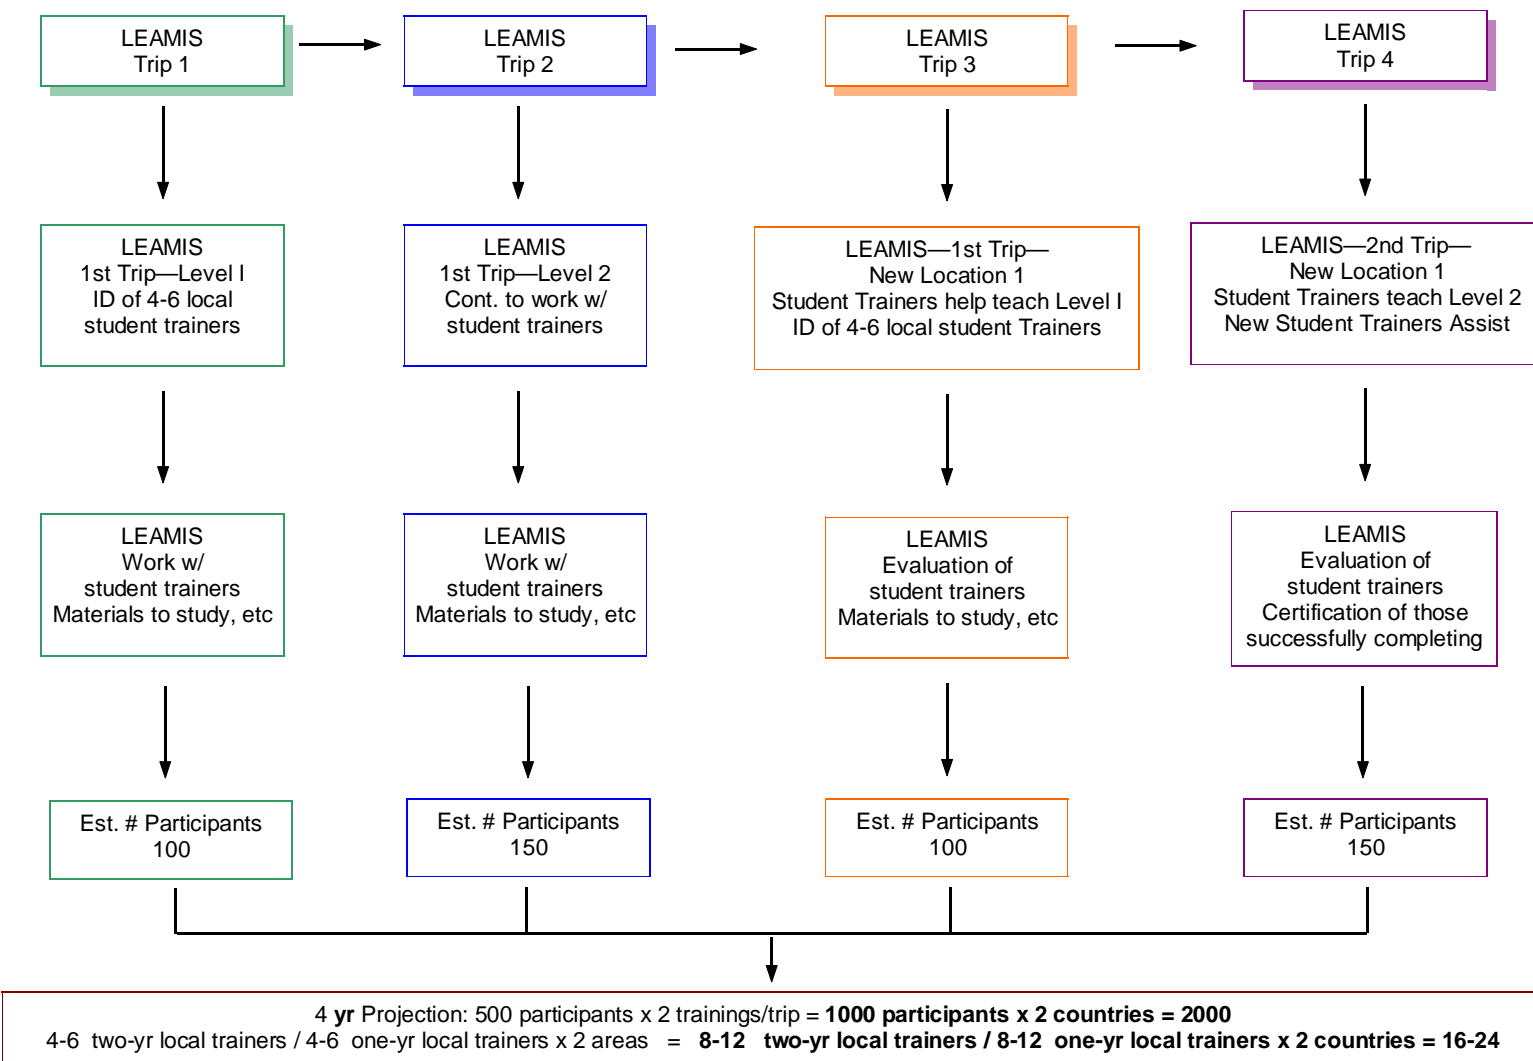 LEAMIS
Trip 1
LEAMIS
Trip 2
LEAMIS
Trip 3
LEAMIS
Trip 4
LEAMIS
1st Trip—Level I
ID of 4-6 local
student trainers
LEAMIS
1st Trip—Level 2
Cont. to work w/
student trainers
LEAMIS—1st Trip—
New Location 1
Student Trainers help teach Level I
ID of 4-6 local student Trainers
LEAMIS—2nd Trip—
New Location 1
Student Trainers teach Level 2
New Student Trainers Assist
LEAMIS
Work w/
student trainers
Materials to study, etc
LEAMIS
Work w/
student trainers
Materials to study, etc
LEAMIS
Evaluation of
student trainers
Materials to study, etc
LEAMIS
Evaluation of
student trainers
Certification of those
successfully completing
Est. # Participants
100
Est. # Participants
150
Est. # Participants
100
Est. # Participants
150
4 yr Projection: 500 participants x 2 trainings/trip = 1000 participants x 2 countries = 2000
4-6 two-yr local trainers / 4-6 one-yr local trainers x 2 areas = 8-12 two-yr local trainers / 8-12 one-yr local trainers x 2 countries = 16-24